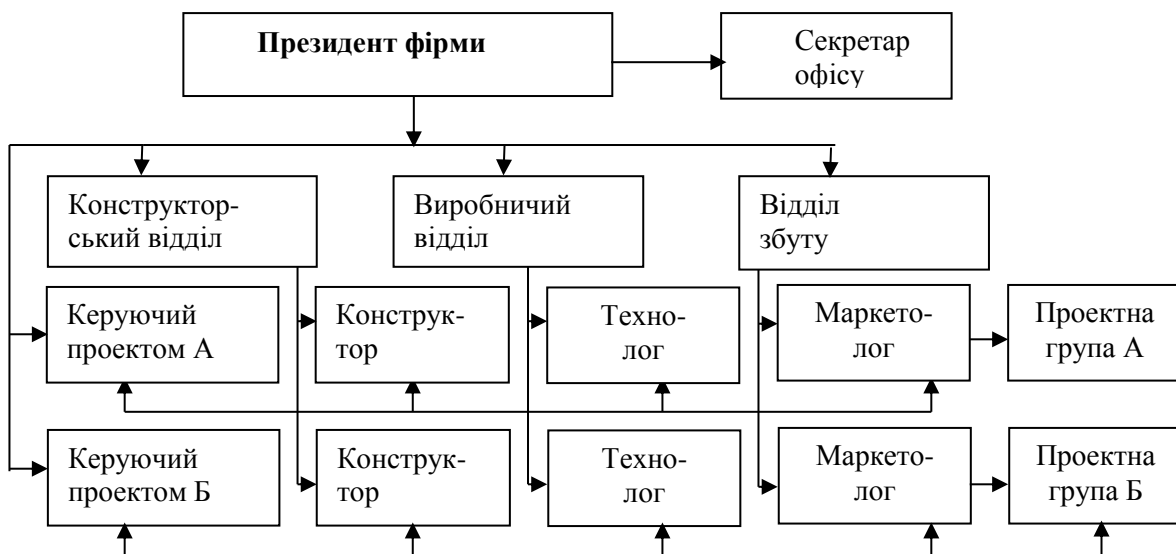 Президент фірми
Секретар
офісу
Конструктор-
ський відділ
Виробничий
відділ
Відділ
збуту
Керуючий
проектом А
Конструк-
тор
Техно-
лог
Маркето-
лог
Проектна
група А
Керуючий
проектом Б
Конструк-
тор
Техно-
лог
Маркето-
лог
Проектна
група Б